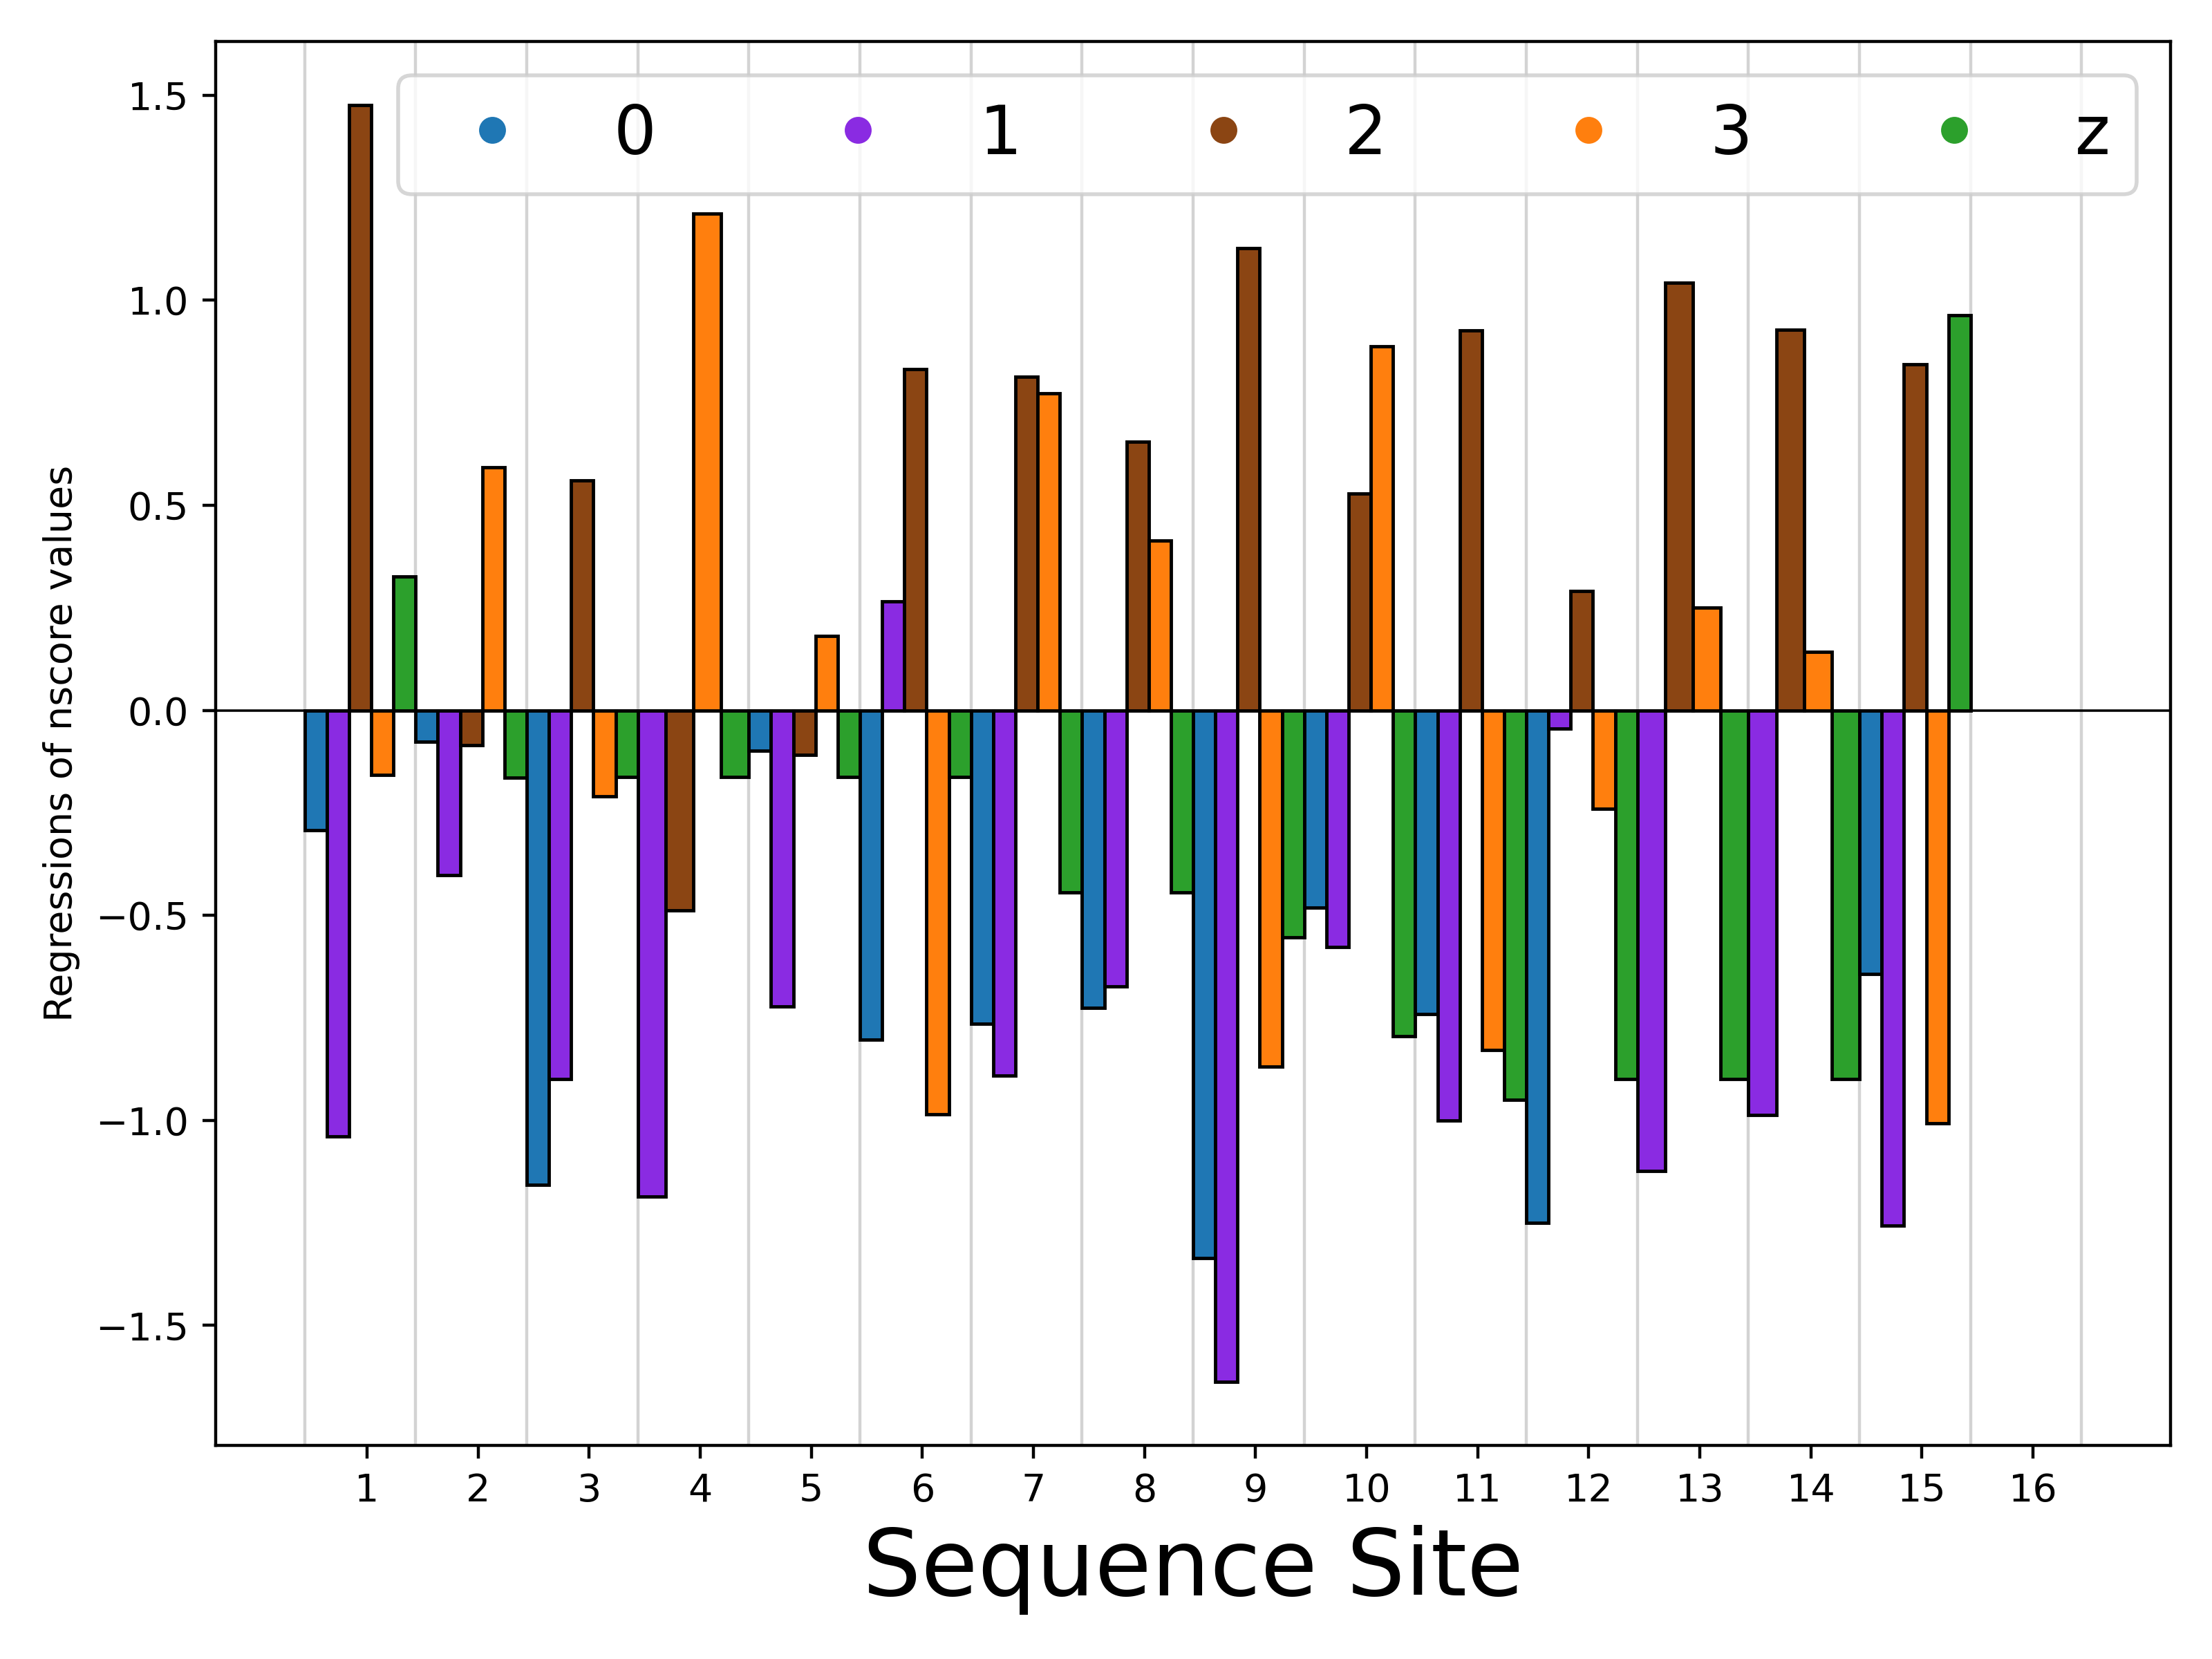 0 1 2 3 z
1.5
1.0
0.5
0.0
−0.5
−1.0
−1.5
Regressions of nscore values
1 2 3 4 5 6 7 8 9 10 11 12 13 14 15 16
Sequence Site